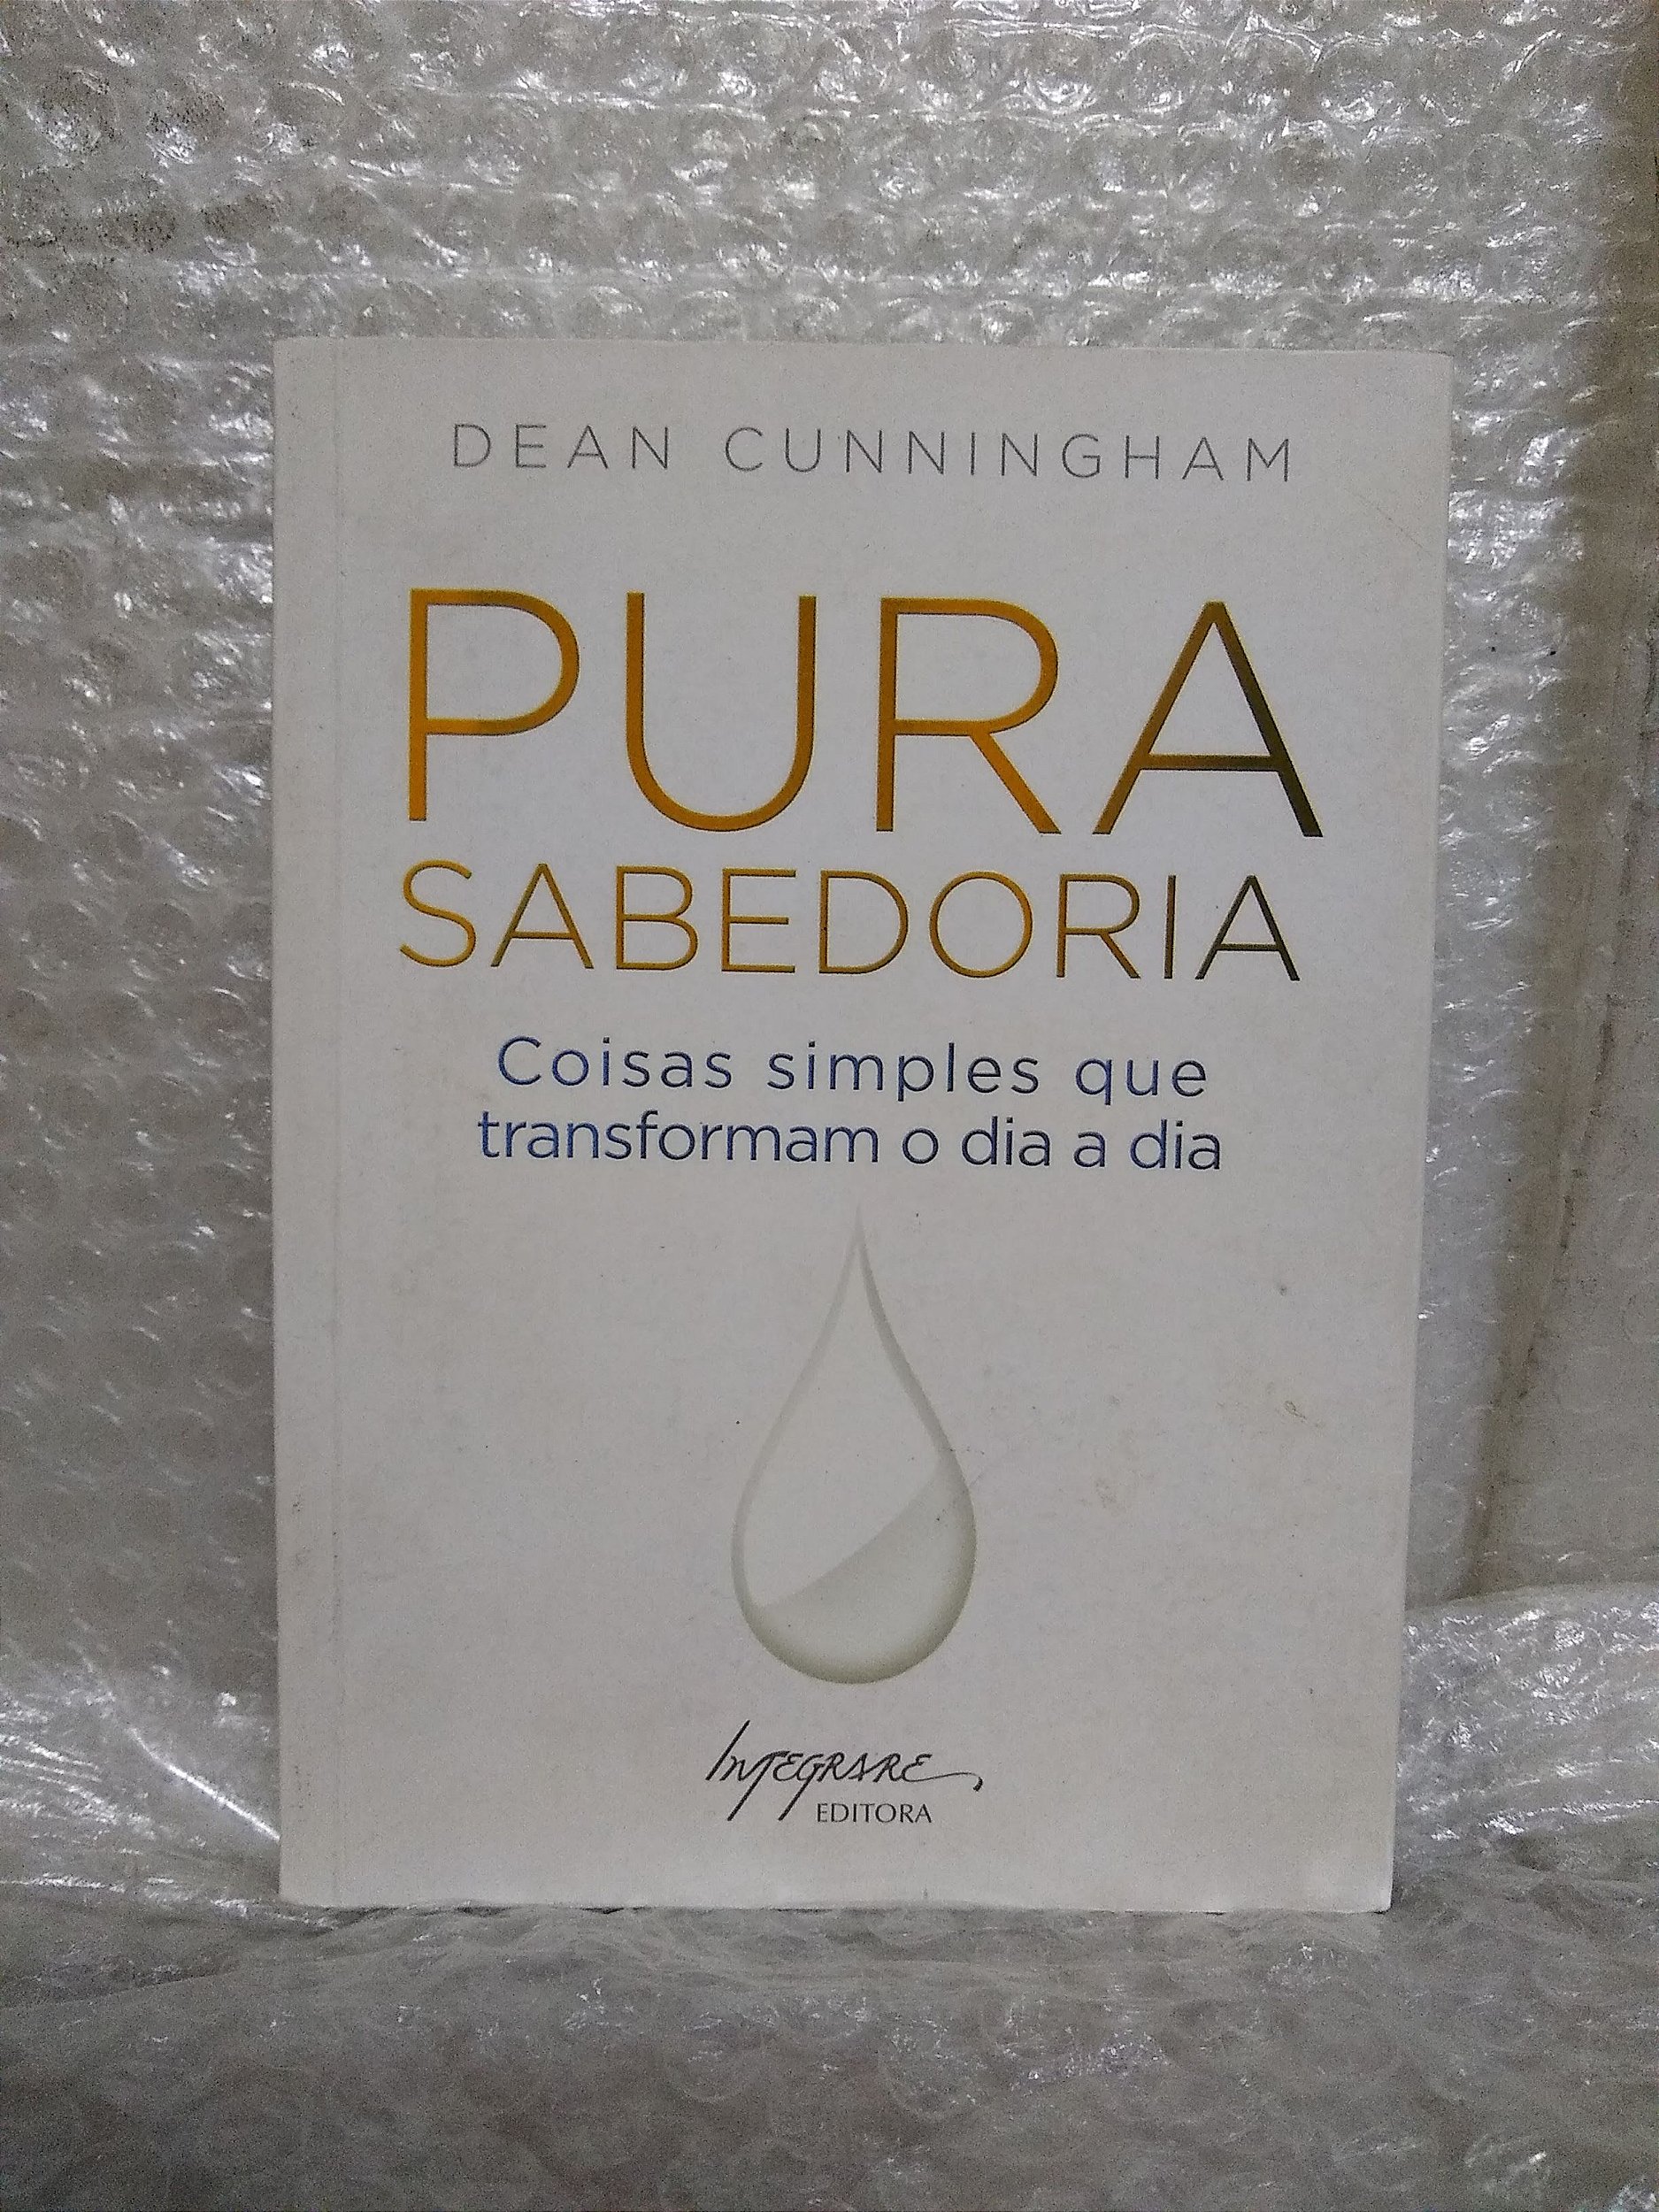 DEAN CUNNINGHAM
PURA
SABEDORIA
Coisas simples que
transformam o dia a dia
INTEGRARE
EDITORA